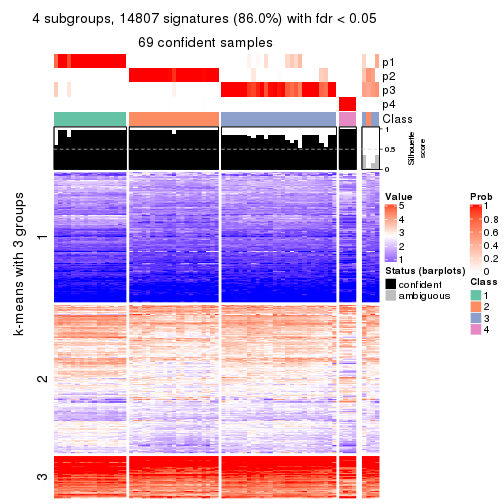 4 subgroups, 14807 signatures (86.0%) with fdr < 0.05
69 confident samples
p1
p2
p3
p4
Class
1
0.5
0
Silhouette
score
k-means with 3 groups
1
2
3
Value
5
4
3
2
1
Status (barplots)
confident
ambiguous
Prob
1
0.8
0.6
0.4
0.2
0
Class
1
2
3
4